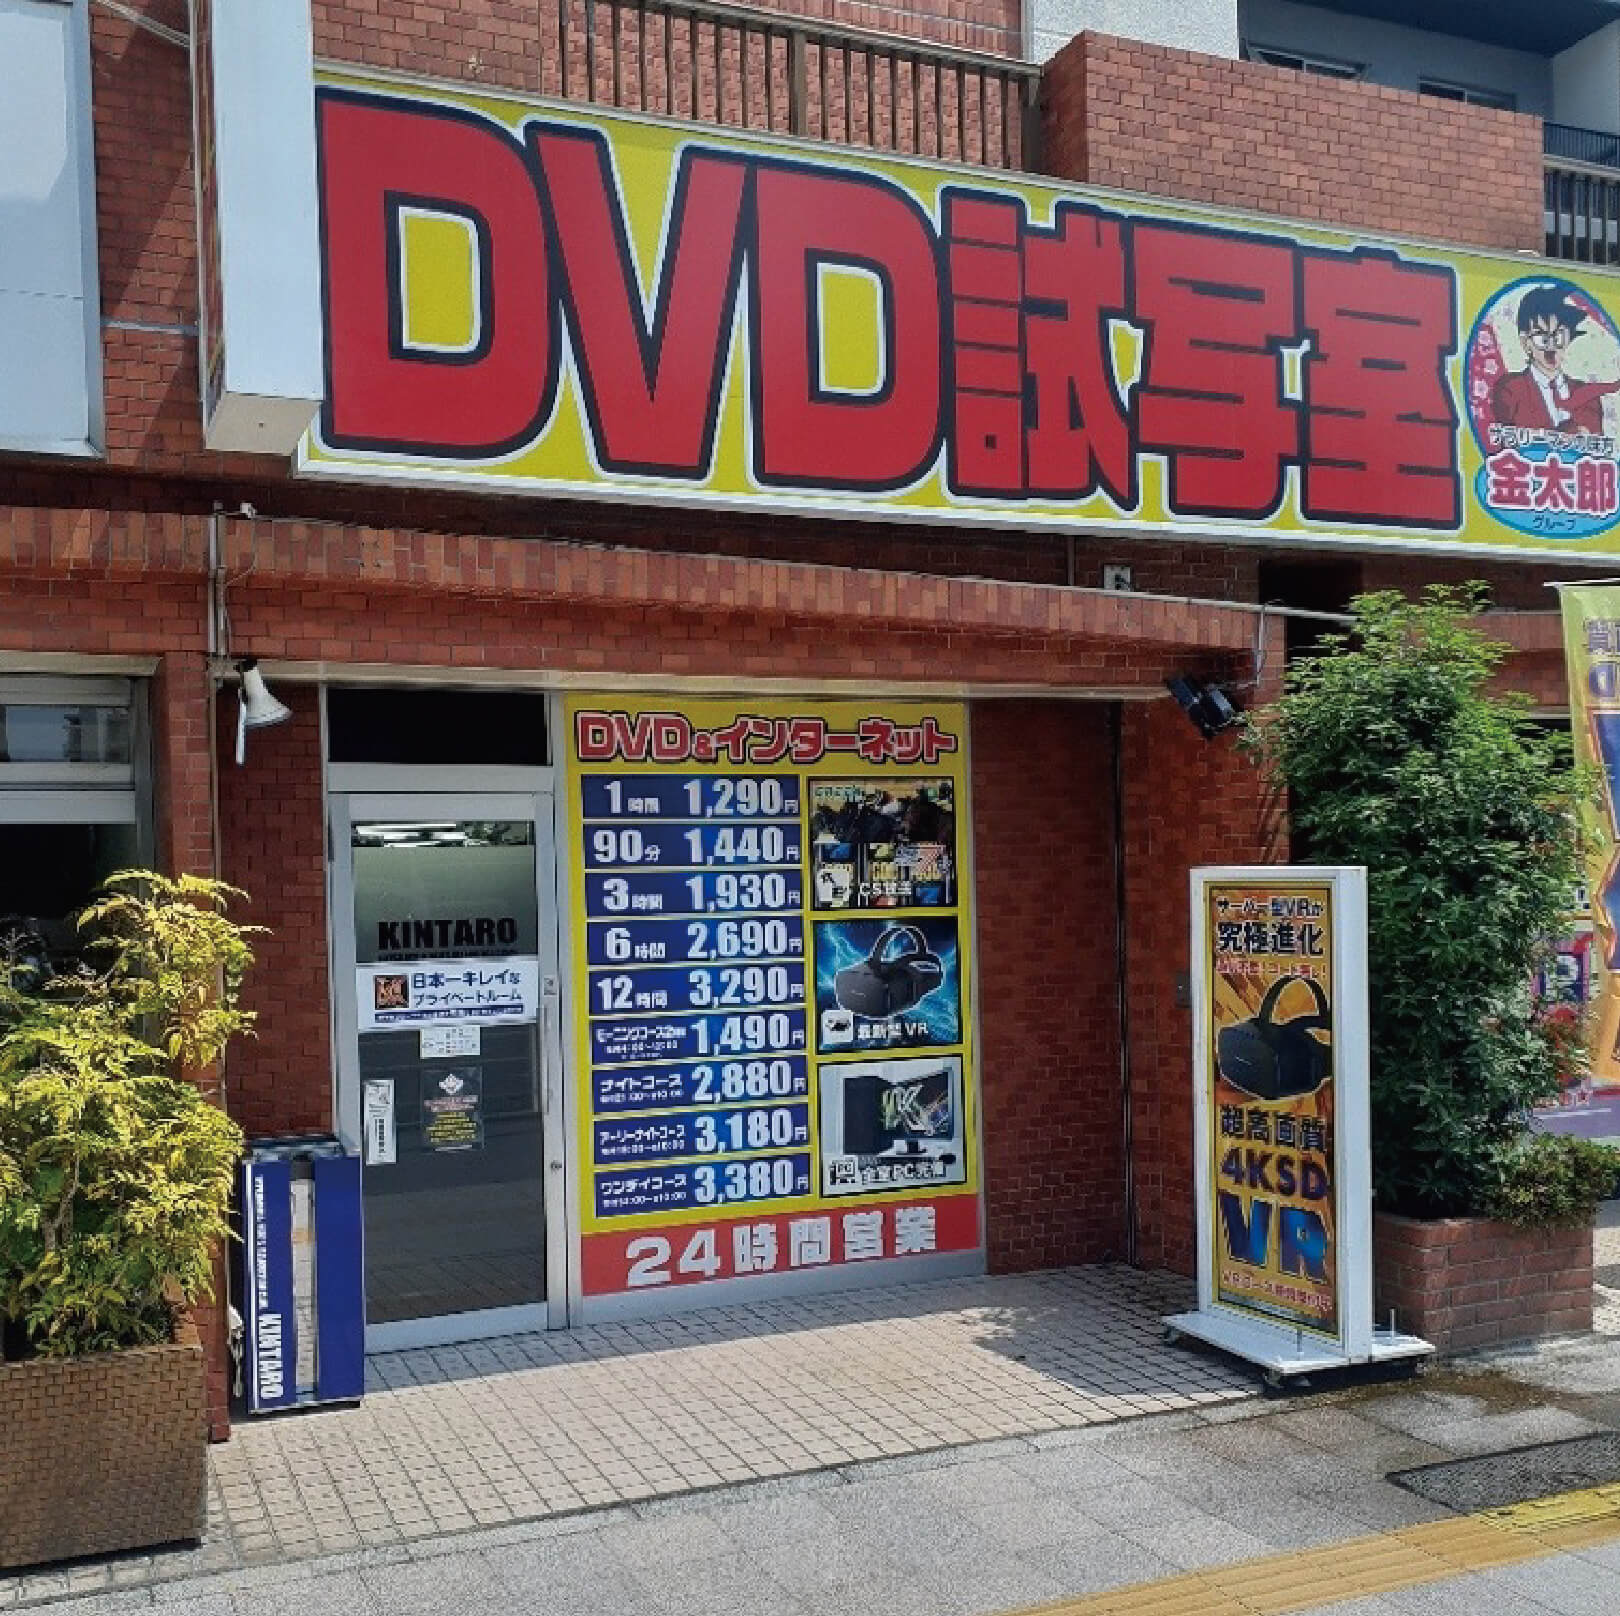 DVD試写室
サラリーマンの味方
金太郎
グループ
DVD&インターネット
1時間 1,290円
90分 1,440円
3時間 1,930円
6時間 2,690円
12時間 3,290円
モーニングコース 1,490円
ナイトコース 2,880円
アーリーナイトコース 3,180円
ワンデイコース 3,380円
CS放送
最新型VR
全室PC完備
24時間営業
KINTARO
日本一キレイな
プライベートルーム
KINTARO
サーバー型VRが
究極進化
超高画質
4KSD
VR